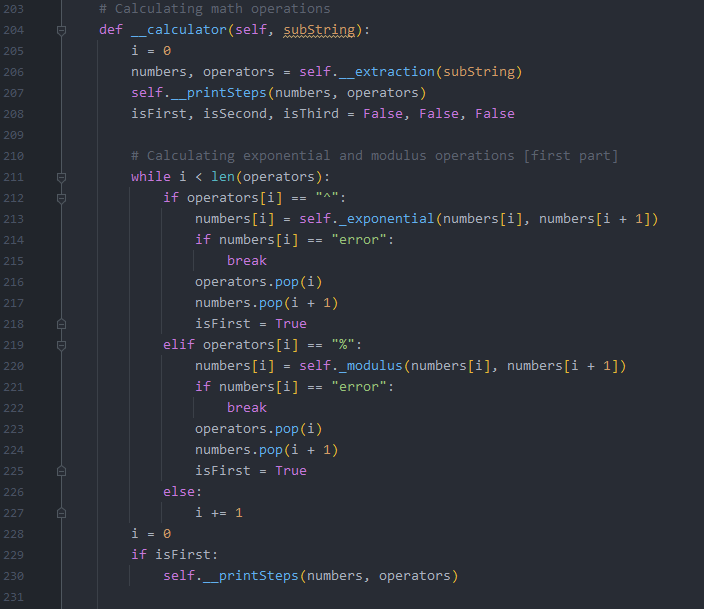 203 # Calculating math operations
204 def __calculator(self, subString):
205 i = 0
206 numbers, operators = self.__extraction(subString)
207 self.__printSteps(numbers, operators)
208 isFirst, isSecond, isThird = False, False, False
209
210 # Calculating exponential and modulus operations [first part]
211 while i < len(operators):
212 if operators[i] == "^":
213 numbers[i] = self._exponential(numbers[i], numbers[i + 1])
214 if numbers[i] == "error":
215 break
216 operators.pop(i)
217 numbers.pop(i + 1)
218 isFirst = True
219 elif operators[i] == "%":
220 numbers[i] = self._modulus(numbers[i], numbers[i + 1])
221 if numbers[i] == "error":
222 break
223 operators.pop(i)
224 numbers.pop(i + 1)
225 isFirst = True
226 else:
227 i += 1
228 i = 0
229 if isFirst:
230 self.__printSteps(numbers, operators)
231